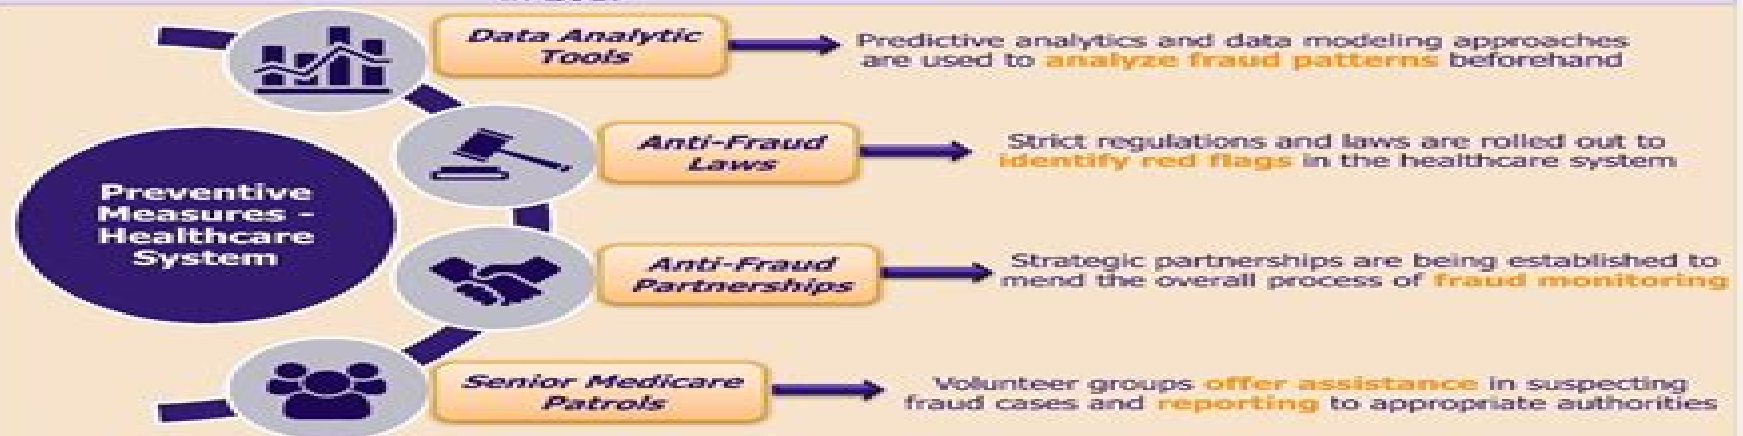 Data Analytic
Tools
Predictive analytics and data modeling approaches
are used to analyze fraud patterns beforehand
Anti-Fraud
Laws
Strict regulations and laws are rolled out to
identify red flags in the healthcare system
Preventive
Measures -
Healthcare
System
Anti-Fraud
Partnerships
Strategic partnerships are being established to
mend the overall process of fraud monitoring
Senior Medicare
Patrols
Volunteer groups offer assistance in suspecting
fraud cases and reporting to appropriate authorities